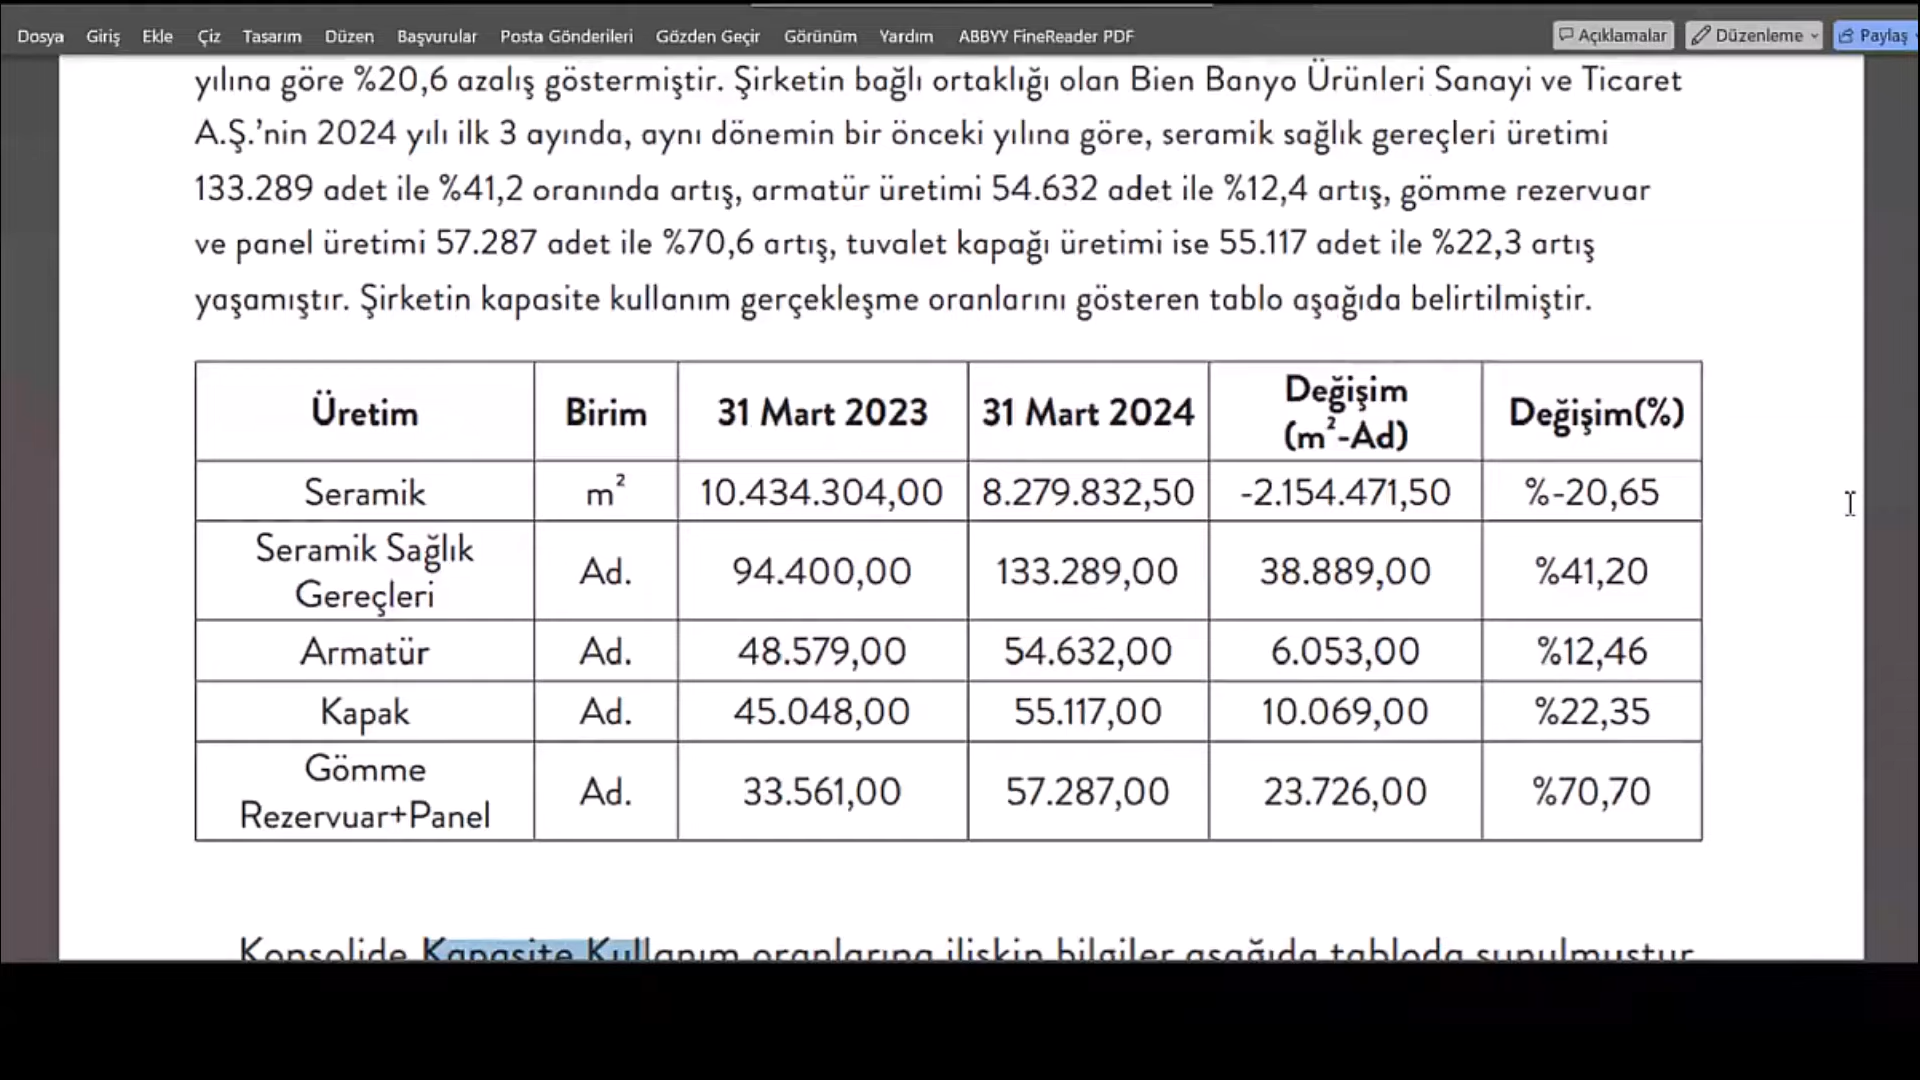 Dosya Giriş Ekle Çiz Tasarım Düzen Başvurular Posta Gönderileri Gözden Geçir Görünüm Yardım ABBYY FineReader PDF Açıklamalar Düzenleme Paylaş
yılına göre %20,6 azalış göstermiştir. Şirketin bağlı ortaklığı olan Bien Banyo Ürünleri Sanayi ve Ticaret
A.Ş.’nin 2024 yılı ilk 3 ayında, aynı dönemin bir önceki yılına göre, seramik sağlık gereçleri üretimi
133.289 adet ile %41,2 oranında artış, armatür üretimi 54.632 adet ile %12,4 artış, gömme rezervuar
ve panel üretimi 57.287 adet ile %70,6 artış, tuvalet kapağı üretimi ise 55.117 adet ile %22,3 artış
yaşamıştır. Şirketin kapasite kullanım gerçekleşme oranlarını gösteren tablo aşağıda belirtilmiştir.
Üretim Birim 31 Mart 2023 31 Mart 2024 Değişim (m²-Ad) Değişim(%)
Seramik m² 10.434.304,00 8.279.832,50 -2.154.471,50 %-20,65
Seramik Sağlık Gereçleri Ad. 94.400,00 133.289,00 38.889,00 %41,20
Armatür Ad. 48.579,00 54.632,00 6.053,00 %12,46
Kapak Ad. 45.048,00 55.117,00 10.069,00 %22,35
Gömme Rezervuar+Panel Ad. 33.561,00 57.287,00 23.726,00 %70,70
Konsolide Kapasite Kullanım oranlarına ilişkin bilgiler aşağıda tabloda sunulmuştur